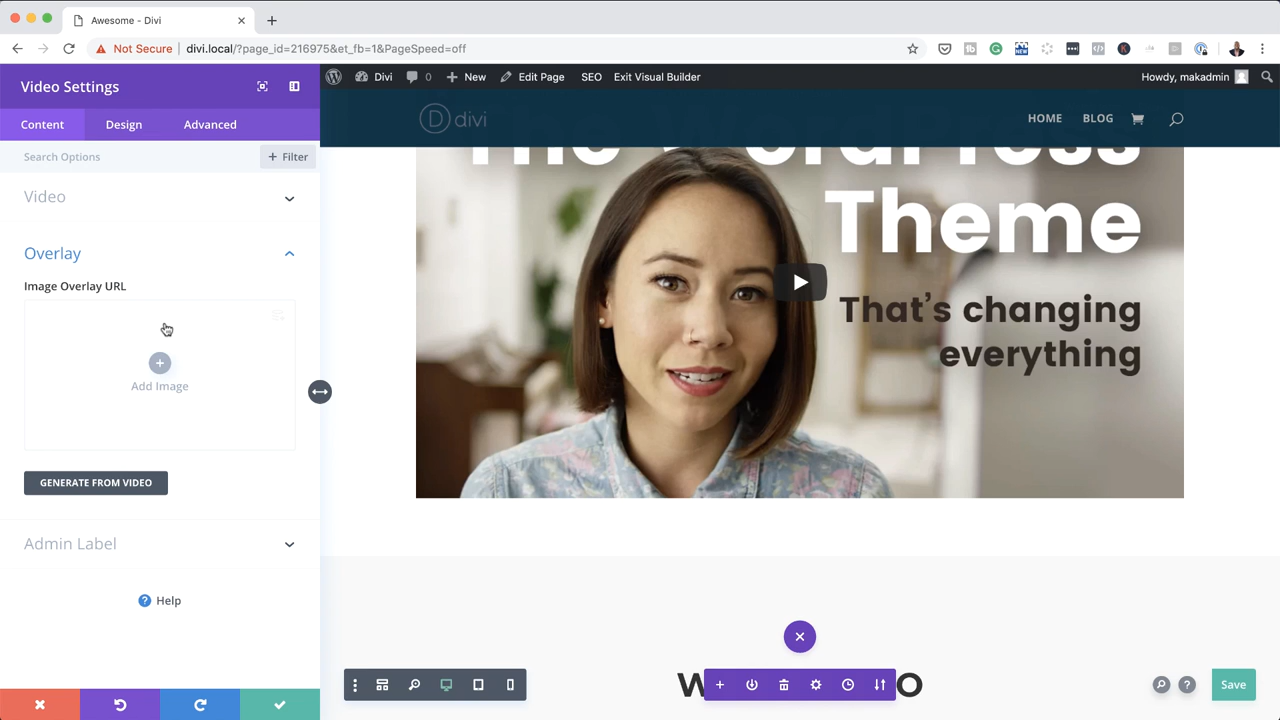 Awesome - Divi
Not Secure
divi.local/?page_id=216975&et_fb=1&PageSpeed=off
Video Settings
Content
Design
Advanced
Search Options
+ Filter
Video
Overlay
Image Overlay URL
Add Image
GENERATE FROM VIDEO
Admin Label
Help
Divi
0
New
Edit Page
SEO
Exit Visual Builder
Howdy, makadmin
D divi
HOME
BLOG
The WordPress
Theme
That's changing
everything
W
O
Save